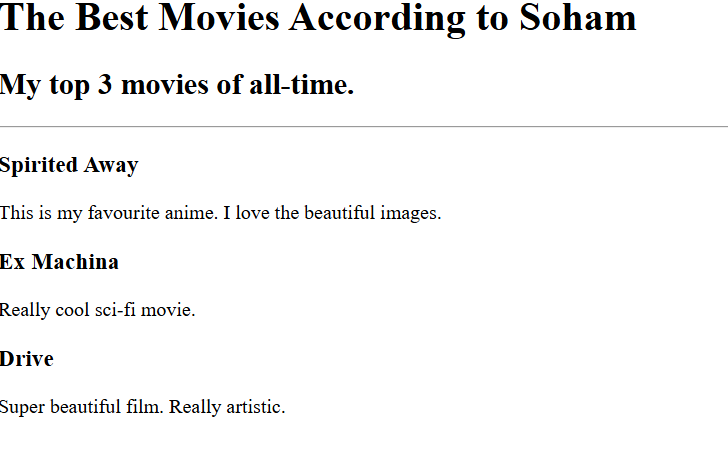 The Best Movies According to Soham
My top 3 movies of all-time.
Spirited Away
This is my favourite anime. I love the beautiful images.
Ex Machina
Really cool sci-fi movie.
Drive
Super beautiful film. Really artistic.